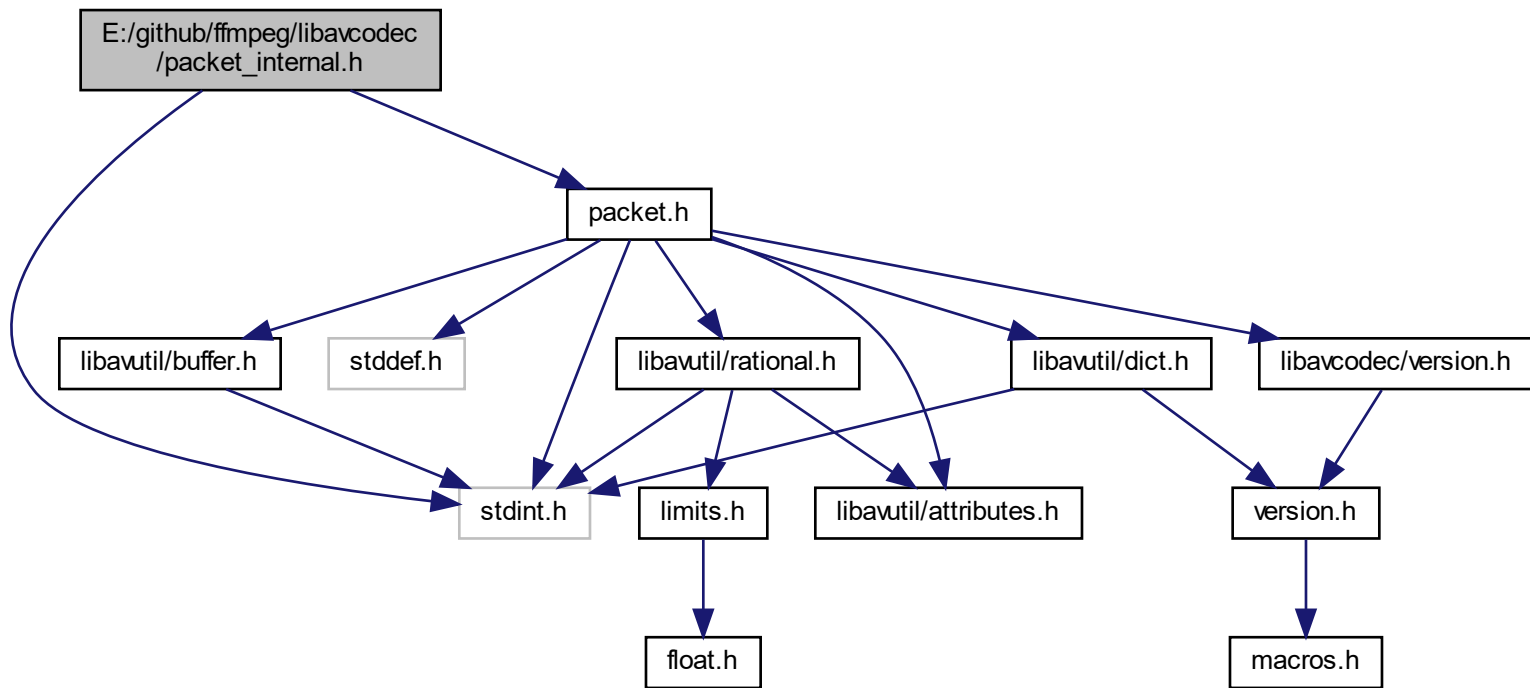 E:/github/ffmpeg/libavcodec
/packet_internal.h
packet.h
libavutil/buffer.h
stddef.h
libavutil/rational.h
libavutil/dict.h
libavcodec/version.h
stdint.h
limits.h
libavutil/attributes.h
version.h
float.h
macros.h